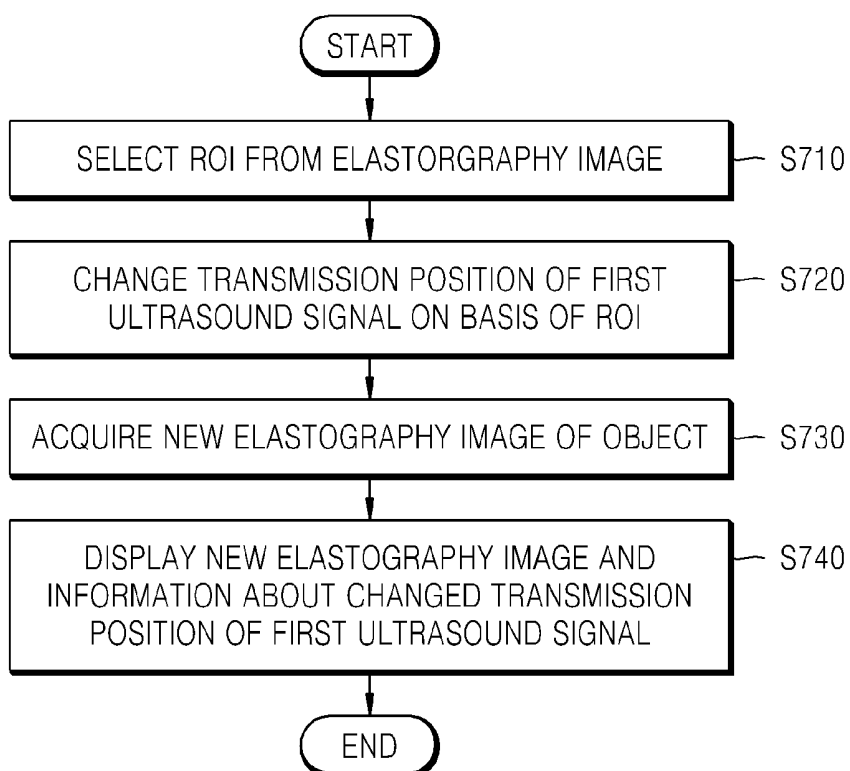 START
SELECT ROI FROM ELASTORGRAPHY IMAGE
S710
CHANGE TRANSMISSION POSITION OF FIRST
ULTRASOUND SIGNAL ON BASIS OF ROI
S720
ACQUIRE NEW ELASTOGRAPHY IMAGE OF OBJECT
S730
DISPLAY NEW ELASTOGRAPHY IMAGE AND
INFORMATION ABOUT CHANGED TRANSMISSION
POSITION OF FIRST ULTRASOUND SIGNAL
S740
END